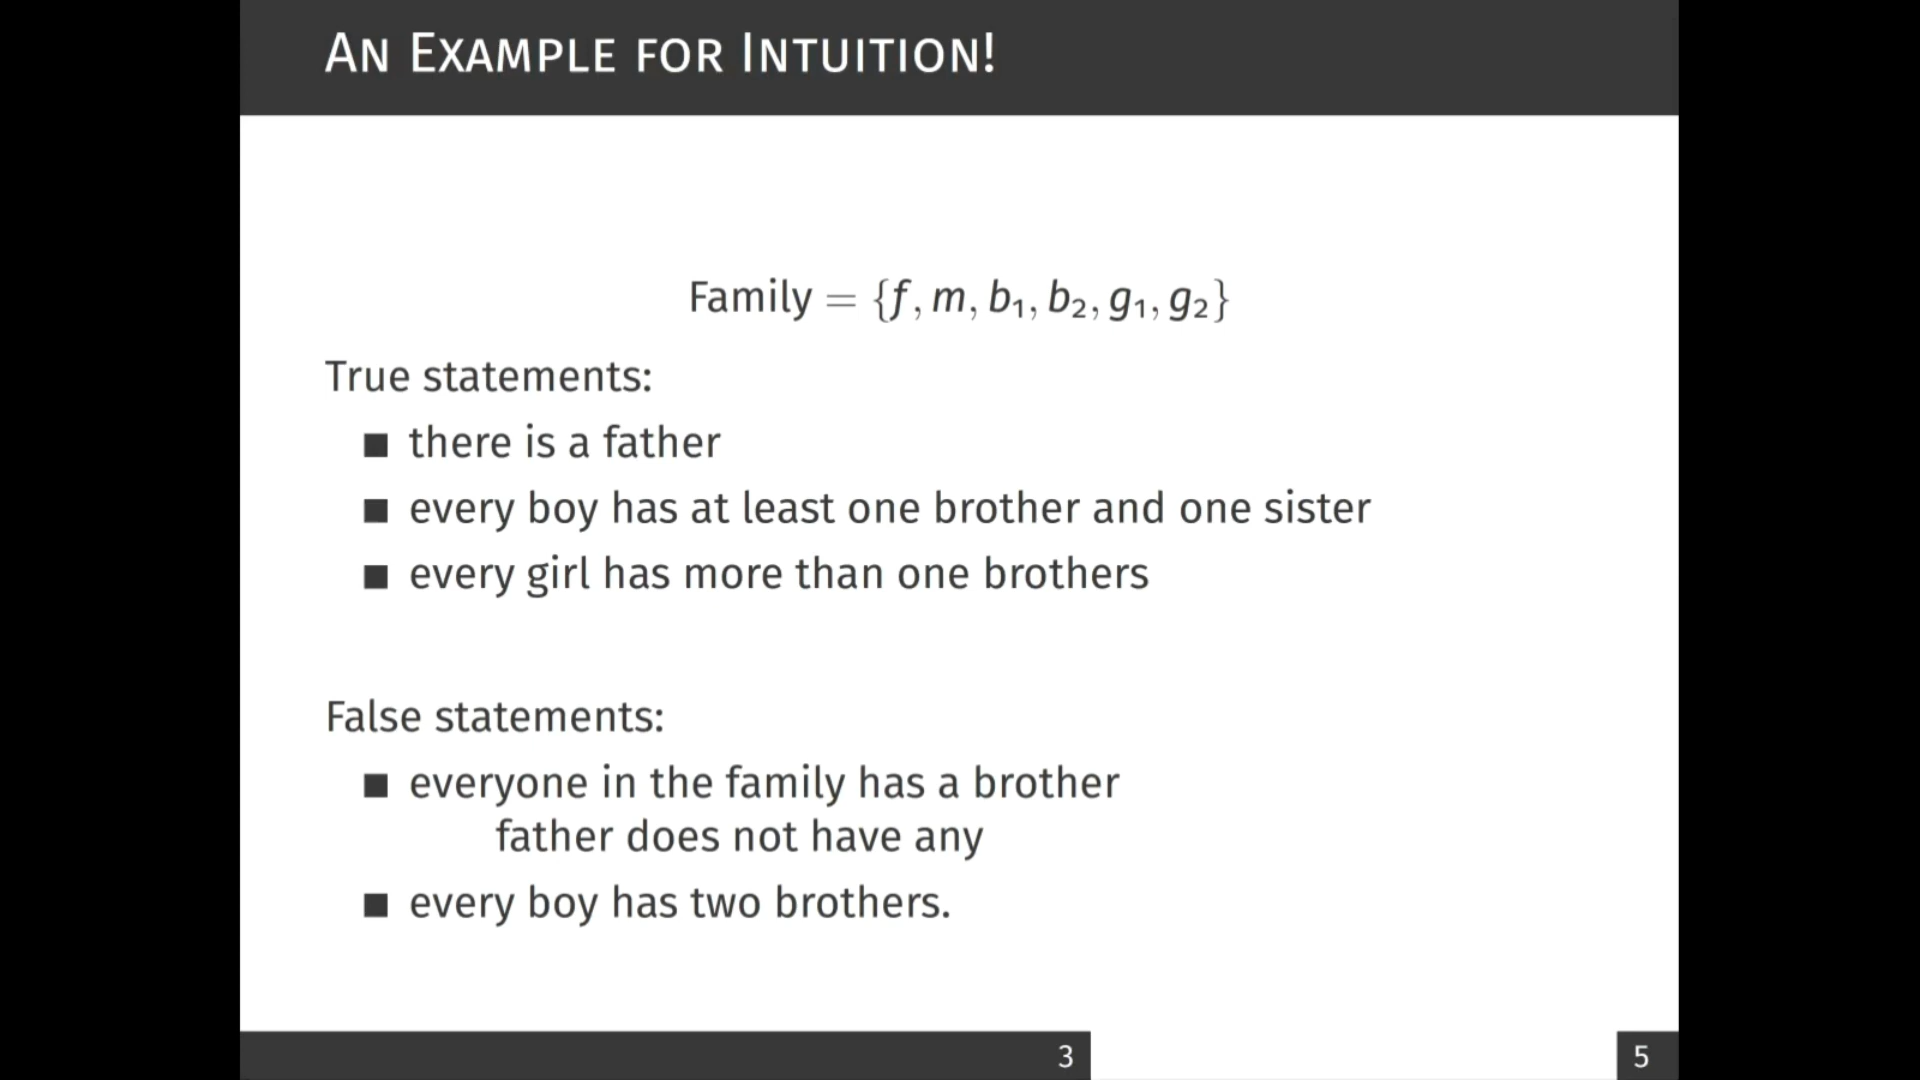 AN EXAMPLE FOR INTUITION!
Family = {f, m, b₁, b₂, g₁, g₂}
True statements:
■ there is a father
■ every boy has at least one brother and one sister
■ every girl has more than one brothers
False statements:
■ everyone in the family has a brother
father does not have any
■ every boy has two brothers.
3
5